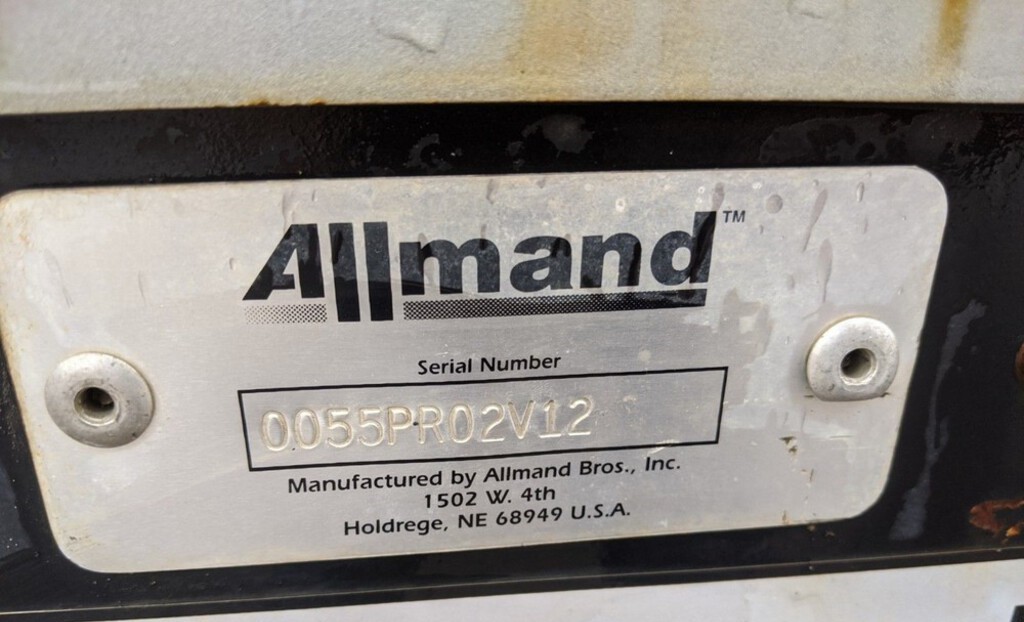 Allmand™
Serial Number
0055PR02V12
Manufactured by Allmand Bros., Inc.
1502 W. 4th
Holdrege, NE 68949 U.S.A.